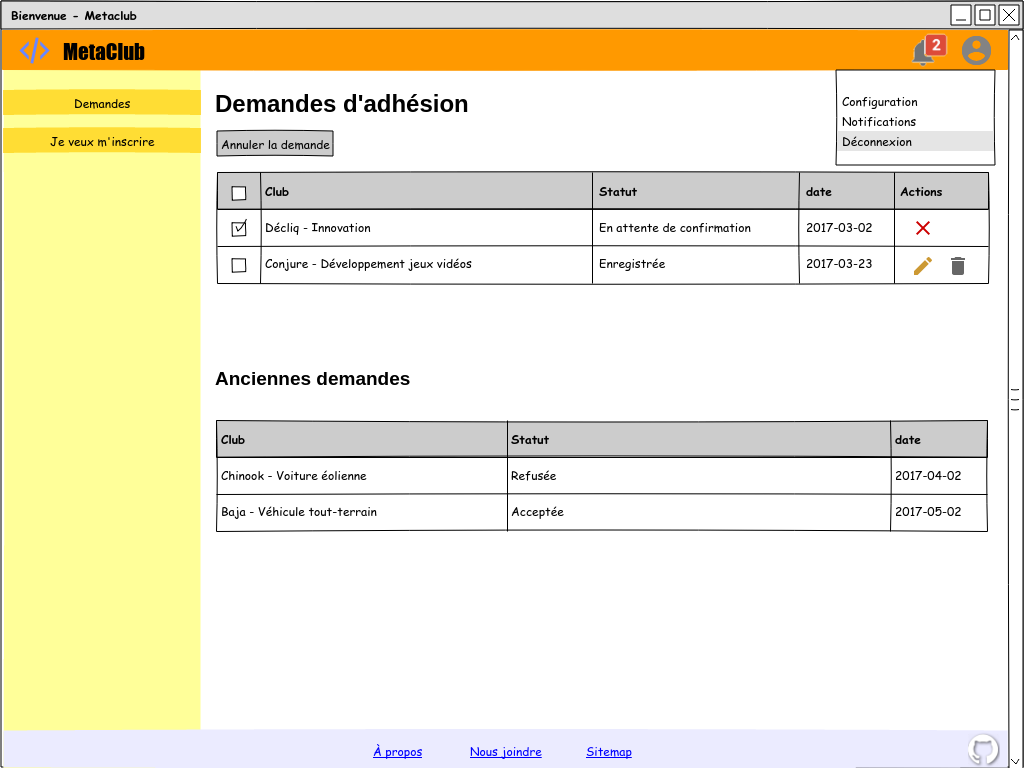 Bienvenue - Metaclub
</> MetaClub
2
Demandes
Je veux m'inscrire
Configuration
Notifications
Déconnexion
Demandes d'adhésion
Annuler la demande
Club Statut date Actions
Décliq - Innovation En attente de confirmation 2017-03-02
Conjure - Développement jeux vidéos Enregistrée 2017-03-23
Anciennes demandes
Club Statut date
Chinook - Voiture éolienne Refusée 2017-04-02
Baja - Véhicule tout-terrain Acceptée 2017-05-02
À propos Nous joindre Sitemap